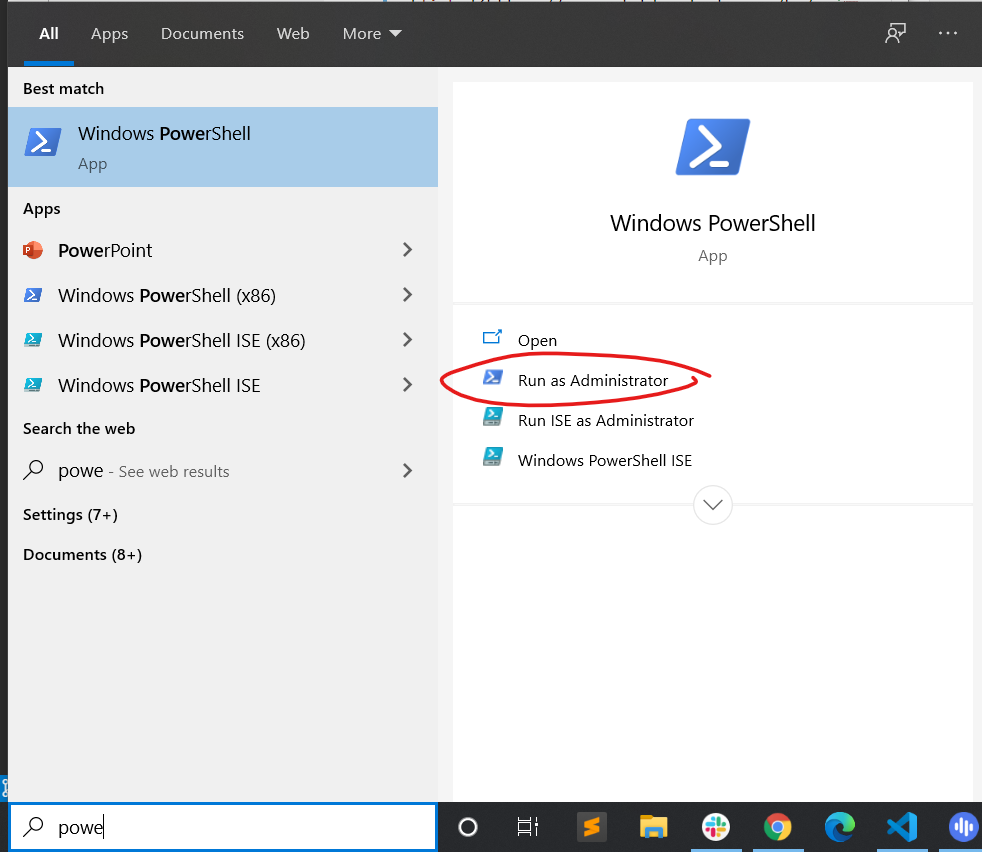 All Apps Documents Web More
Best match
Windows PowerShell
App
Apps
PowerPoint
Windows PowerShell (x86)
Windows PowerShell ISE (x86)
Windows PowerShell ISE
Search the web
powe - See web results
Settings (7+)
Documents (8+)
Windows PowerShell
App
Open
Run as Administrator
Run ISE as Administrator
Windows PowerShell ISE
powe